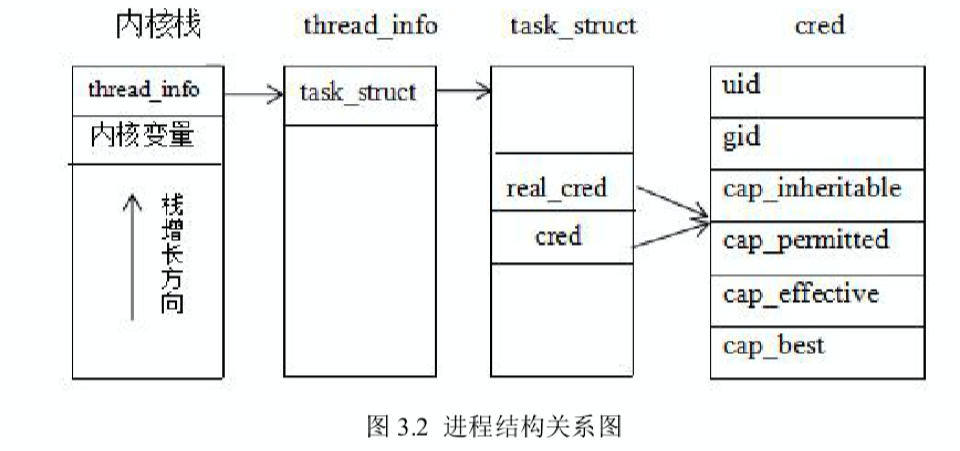 内核栈 thread_info task_struct cred
thread_info
内核变量
栈增长方向
task_struct
real_cred
cred
uid
gid
cap_inheritable
cap_permitted
cap_effective
cap_best
图 3.2 进程结构关系图